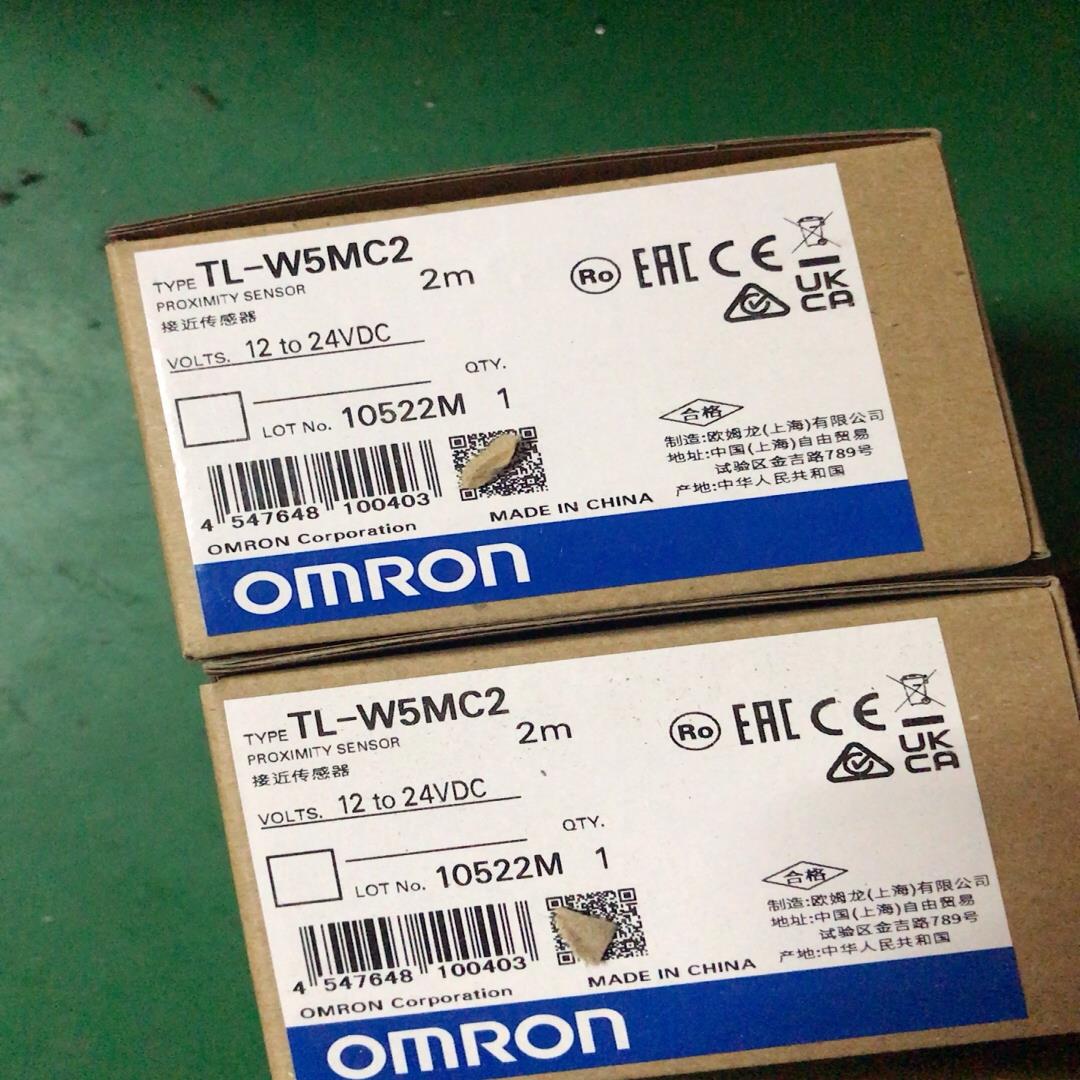 TYPE TL-W5MC2 2m
PROXIMITY SENSOR
接近传感器
VOLTS. 12 to 24VDC
QTY.
LOT No. 10522M 1
4 547648 100403
OMRON Corporation
MADE IN CHINA
Ro EAC CE
UK
CA
合格
制造:欧姆龙(上海)有限公司
地址:中国(上海)自由贸易
试验区金吉路789号
产地:中华人民共和国
OMRON
TYPE TL-W5MC2 2m
PROXIMITY SENSOR
接近传感器
VOLTS. 12 to 24VDC
QTY.
LOT No. 10522M 1
4 547648 100403
OMRON Corporation
MADE IN CHINA
Ro EAC CE
UK
CA
合格
制造:欧姆龙(上海)有限公司
地址:中国(上海)自由贸易
试验区金吉路789号
产地:中华人民共和国
OMRON